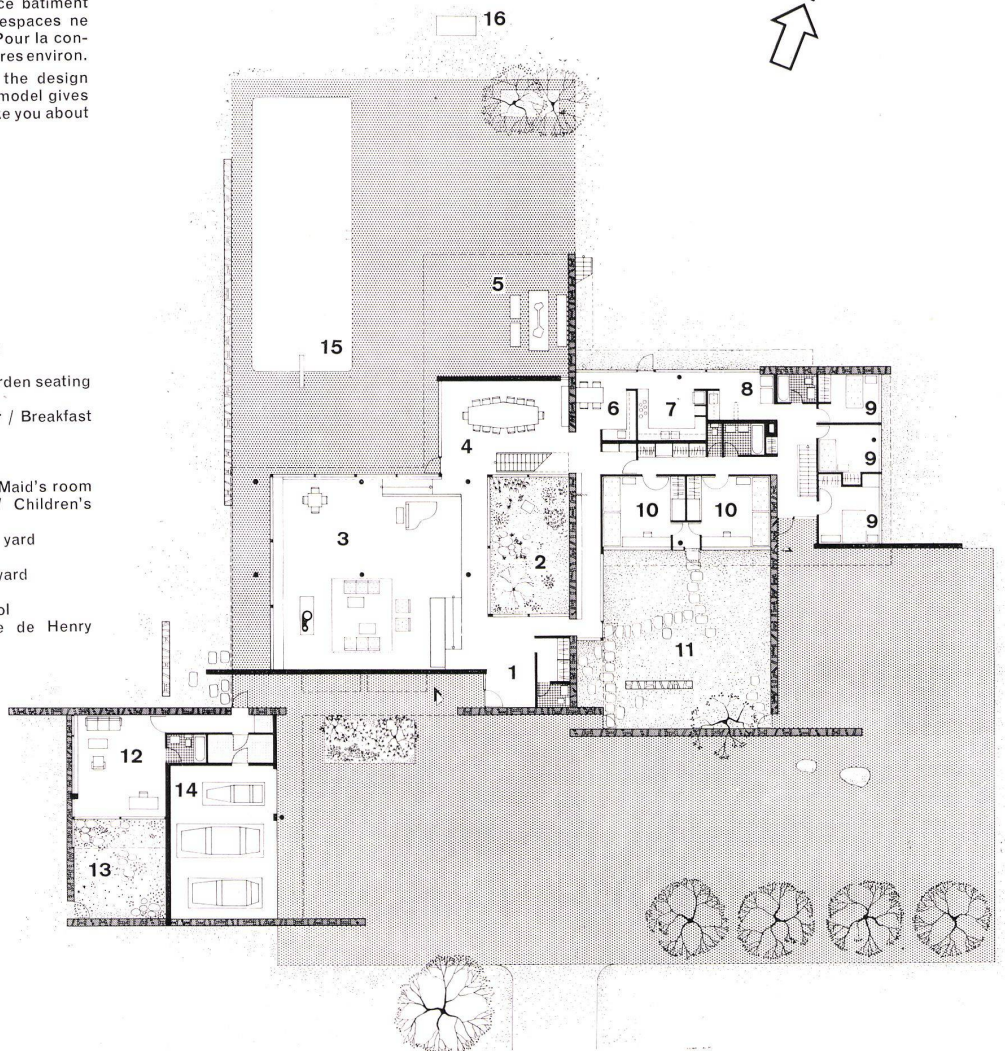 ce bâtiment
espaces ne
Pour la con-
res environ.
the design
model gives
you about
rden seating
/ Breakfast
Maid's room
Children's
yard
yard
de Henry
16
5
15
6
7
8
9
4
9
10
10
3
9
2
11
1
12
14
13